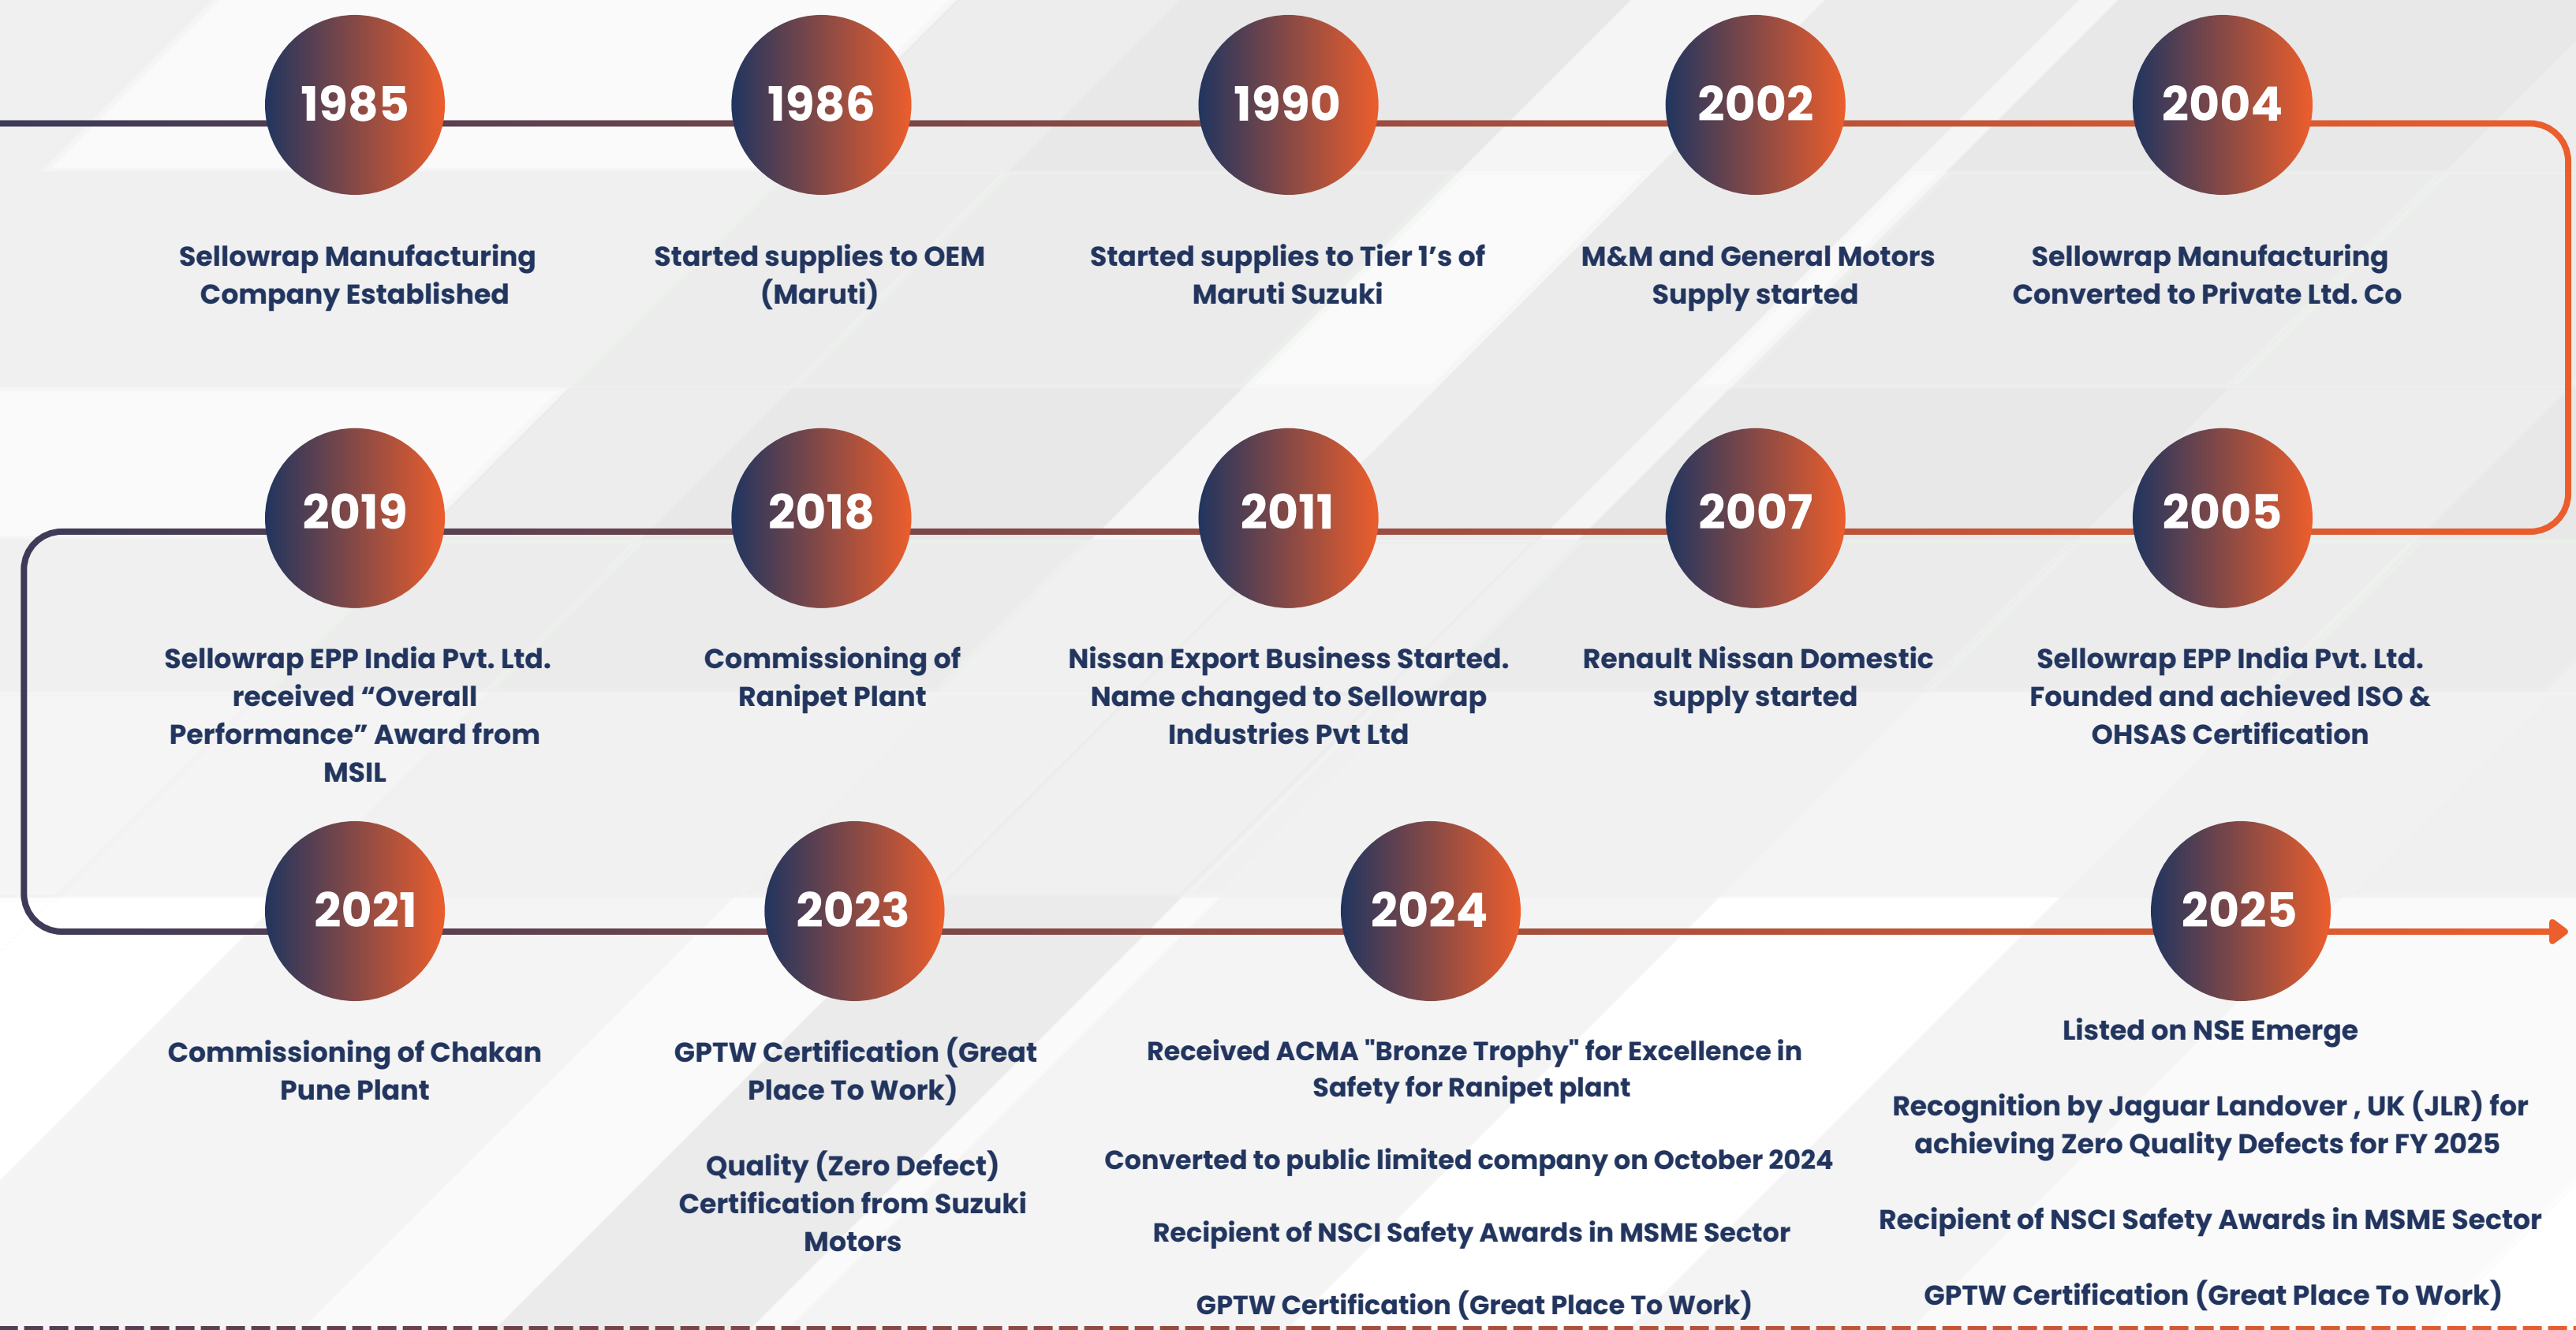 1985
Sellowrap Manufacturing
Company Established
1986
Started supplies to OEM
(Maruti)
1990
Started supplies to Tier 1’s of
Maruti Suzuki
2002
M&M and General Motors
Supply started
2004
Sellowrap Manufacturing
Converted to Private Ltd. Co
2005
Sellowrap EPP India Pvt. Ltd.
Founded and achieved ISO &
OHSAS Certification
2007
Renault Nissan Domestic
supply started
2011
Nissan Export Business Started.
Name changed to Sellowrap
Industries Pvt Ltd
2018
Commissioning of
Ranipet Plant
2019
Sellowrap EPP India Pvt. Ltd.
received “Overall
Performance” Award from
MSIL
2021
Commissioning of Chakan
Pune Plant
2023
GPTW Certification (Great
Place To Work)
Quality (Zero Defect)
Certification from Suzuki
Motors
2024
Received ACMA "Bronze Trophy" for Excellence in
Safety for Ranipet plant
Converted to public limited company on October 2024
Recipient of NSCI Safety Awards in MSME Sector
GPTW Certification (Great Place To Work)
2025
Listed on NSE Emerge
Recognition by Jaguar Landover , UK (JLR) for
achieving Zero Quality Defects for FY 2025
Recipient of NSCI Safety Awards in MSME Sector
GPTW Certification (Great Place To Work)